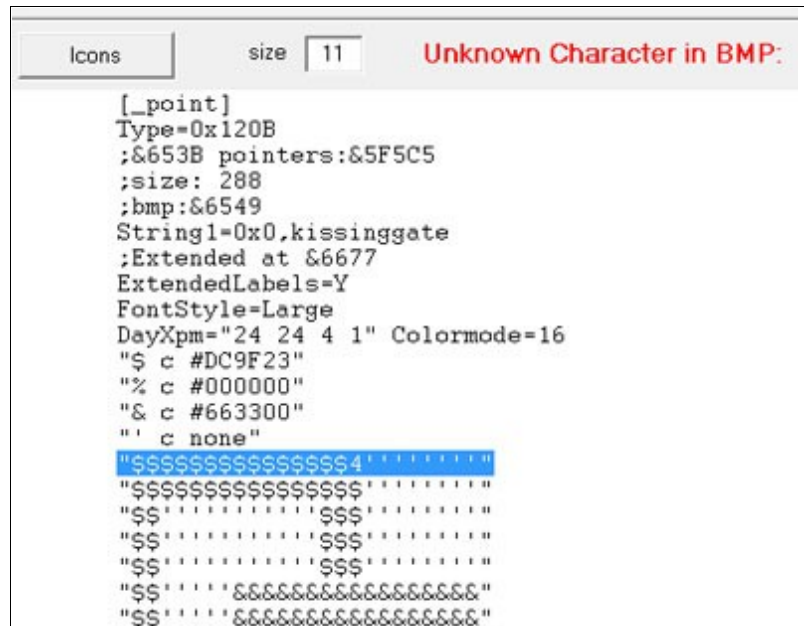 Icons size 11 Unknown Character in BMP:
[_point]
Type=0x120B
;&653B pointers:&5F5C5
;size: 288
;bmp:&6549
String1=0x0,kissinggate
;Extended at &6677
ExtendedLabels=Y
FontStyle=Large
DayXpm="24 24 4 1" Colormode=16
"$ c #DC9F23"
"% c #000000"
"& c #663300"
"' c none"
"$$$$$$$$$$$$$$$4''''''''"
"$$$$$$$$$$$$$$$$''''''''"
"$$'''''''''''$$$''''''''"
"$$'''''''''''$$$''''''''"
"$$'''''''''''$$$''''''''"
"$$'''''&&&&&&&&&&&&&&&&&"
"$$'''''&&&&&&&&&&&&&&&&&"